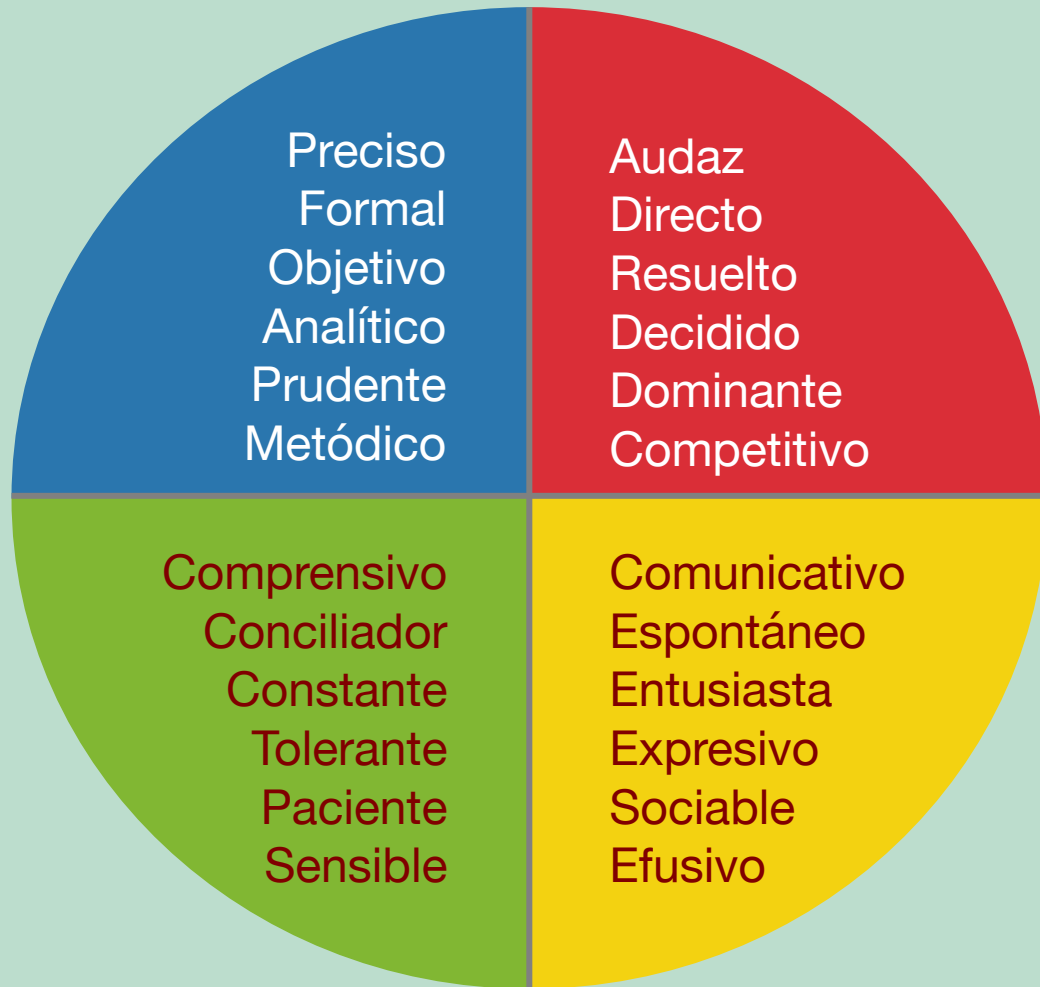 Preciso
Formal
Objetivo
Analítico
Prudente
Metódico
Audaz
Directo
Resuelto
Decidido
Dominante
Competitivo
Comprensivo
Conciliador
Constante
Tolerante
Paciente
Sensible
Comunicativo
Espontáneo
Entusiasta
Expresivo
Sociable
Efusivo